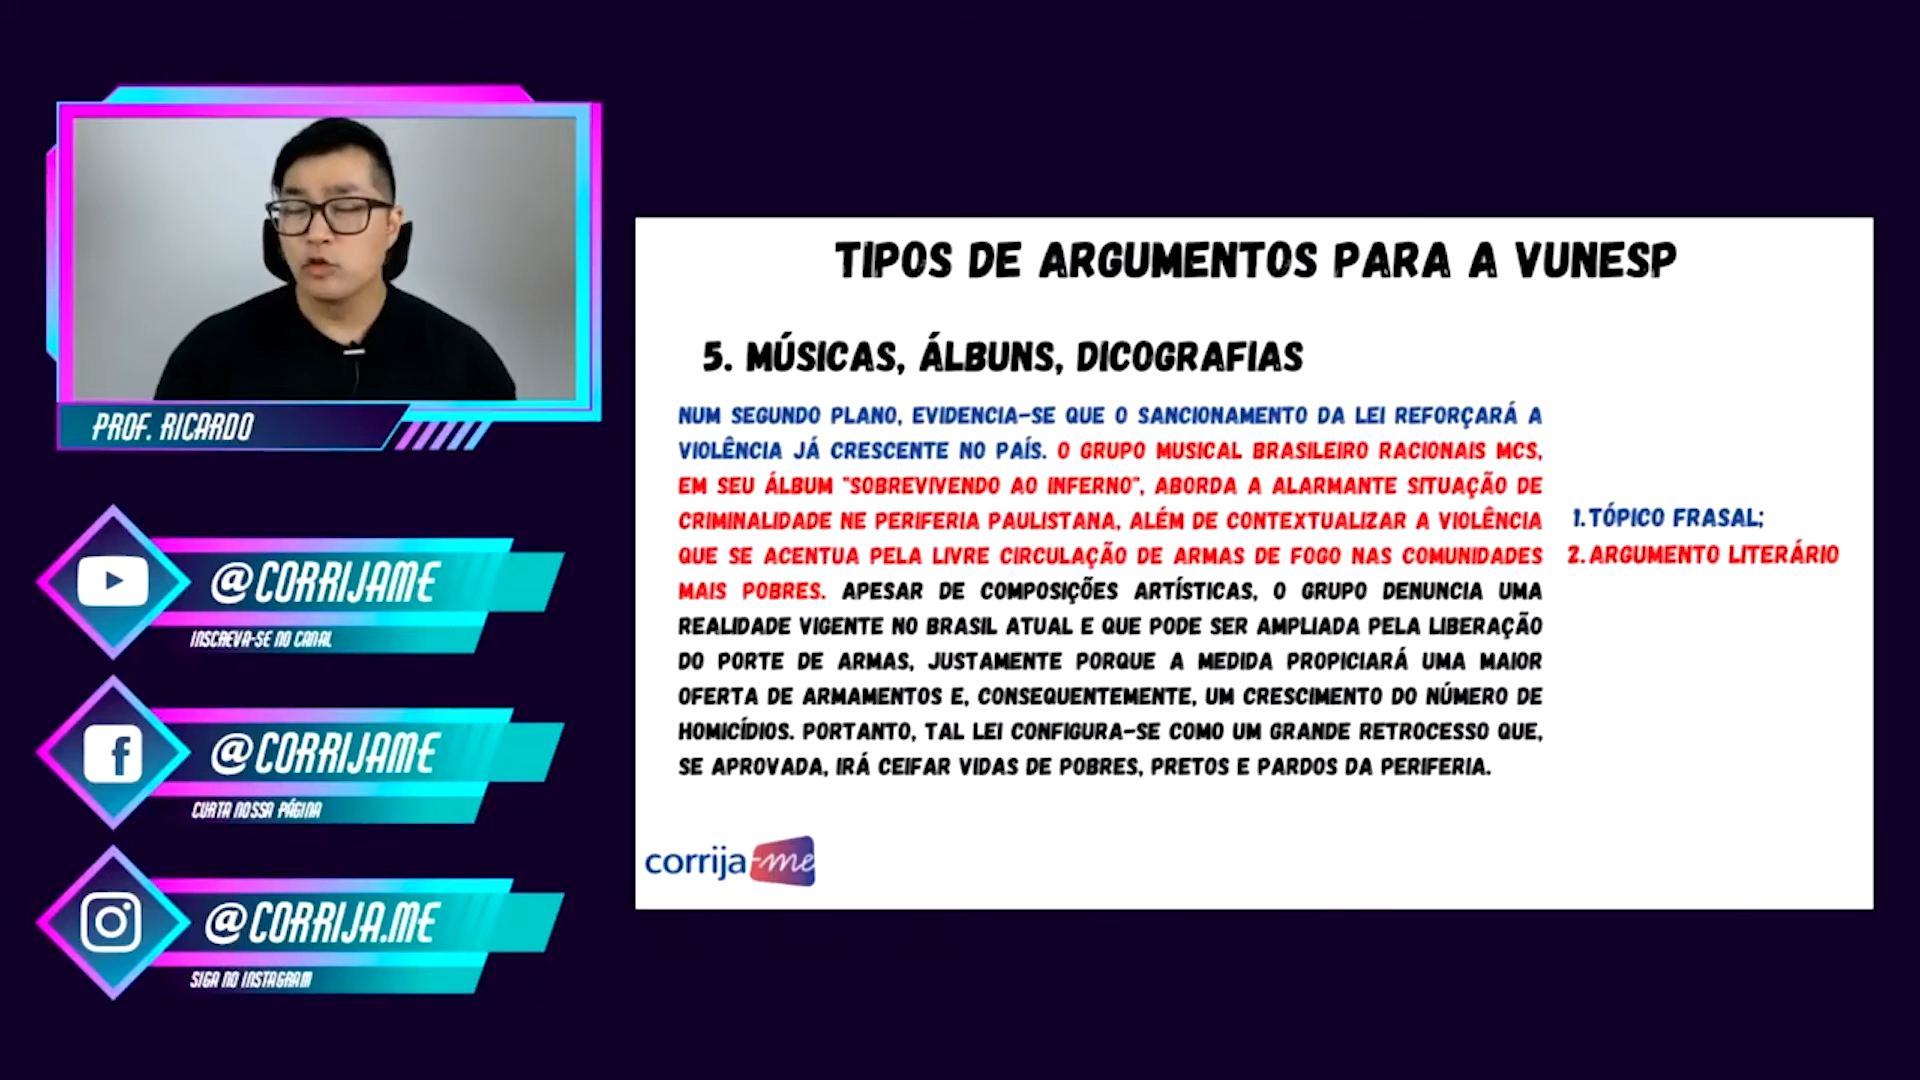 PROF. RICARDO
@CORRIJAME
INSCREVA-SE NO CANAL
@CORRIJAME
CURTA NOSSA PÁGINA
@CORRIJA.ME
SIGA NO INSTAGRAM
TIPOS DE ARGUMENTOS PARA A VUNESP
5. MÚSICAS, ÁLBUNS, DICOGRAFIAS
NUM SEGUNDO PLANO, EVIDENCIA-SE QUE O SANCIONAMENTO DA LEI REFORÇARÁ A
VIOLÊNCIA JÁ CRESCENTE NO PAÍS. O GRUPO MUSICAL BRASILEIRO RACIONAIS MCS,
EM SEU ÁLBUM "SOBREVIVENDO AO INFERNO", ABORDA A ALARMANTE SITUAÇÃO DE
CRIMINALIDADE NE PERIFERIA PAULISTANA, ALÉM DE CONTEXTUALIZAR A VIOLÊNCIA
QUE SE ACENTUA PELA LIVRE CIRCULAÇÃO DE ARMAS DE FOGO NAS COMUNIDADES
MAIS POBRES. APESAR DE COMPOSIÇÕES ARTÍSTICAS, O GRUPO DENUNCIA UMA
REALIDADE VIGENTE NO BRASIL ATUAL E QUE PODE SER AMPLIADA PELA LIBERAÇÃO
DO PORTE DE ARMAS, JUSTAMENTE PORQUE A MEDIDA PROPICIARÁ UMA MAIOR
OFERTA DE ARMAMENTOS E, CONSEQUENTEMENTE, UM CRESCIMENTO DO NÚMERO DE
HOMICÍDIOS. PORTANTO, TAL LEI CONFIGURA-SE COMO UM GRANDE RETROCESSO QUE,
SE APROVADA, IRÁ CEIFAR VIDAS DE POBRES, PRETOS E PARDOS DA PERIFERIA.
1. TÓPICO FRASAL;
2. ARGUMENTO LITERÁRIO
corrija-me